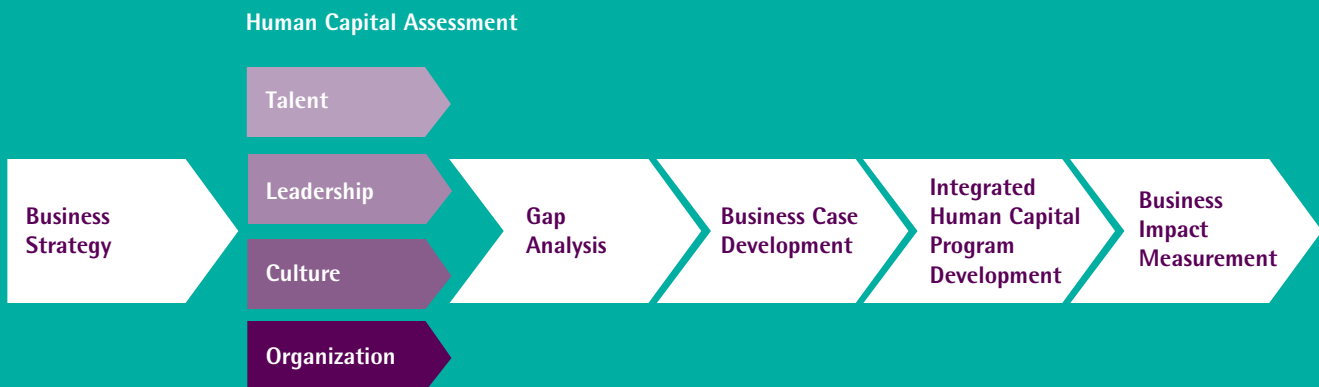 Human Capital Assessment
Talent
Leadership
Culture
Organization
Business
Strategy
Gap
Analysis
Business Case
Development
Integrated
Human Capital
Program
Development
Business
Impact
Measurement